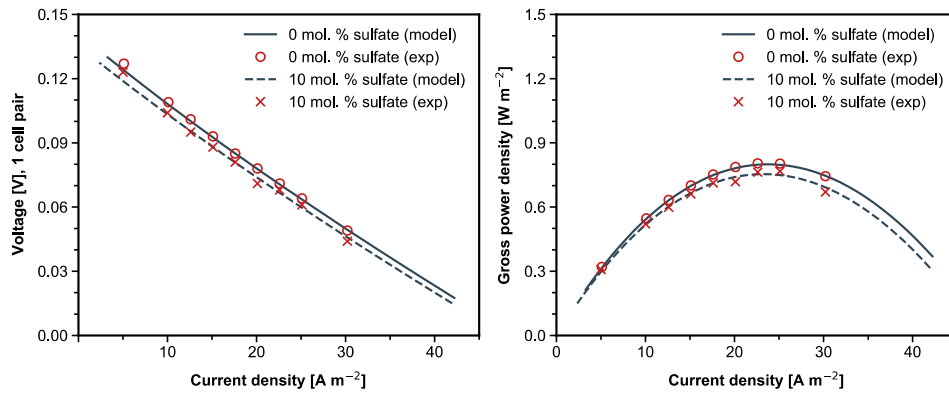 0.15
0.12
0.09
0.06
0.03
0.00
10
20
30
40
Voltage [V], 1 cell pair
Current density [A m−2]
0 mol. % sulfate (model)
0 mol. % sulfate (exp)
10 mol. % sulfate (model)
10 mol. % sulfate (exp)
1.5
1.2
0.9
0.6
0.3
0.0
0
10
20
30
40
Gross power density [W m−2]
Current density [A m−2]
0 mol. % sulfate (model)
0 mol. % sulfate (exp)
10 mol. % sulfate (model)
10 mol. % sulfate (exp)